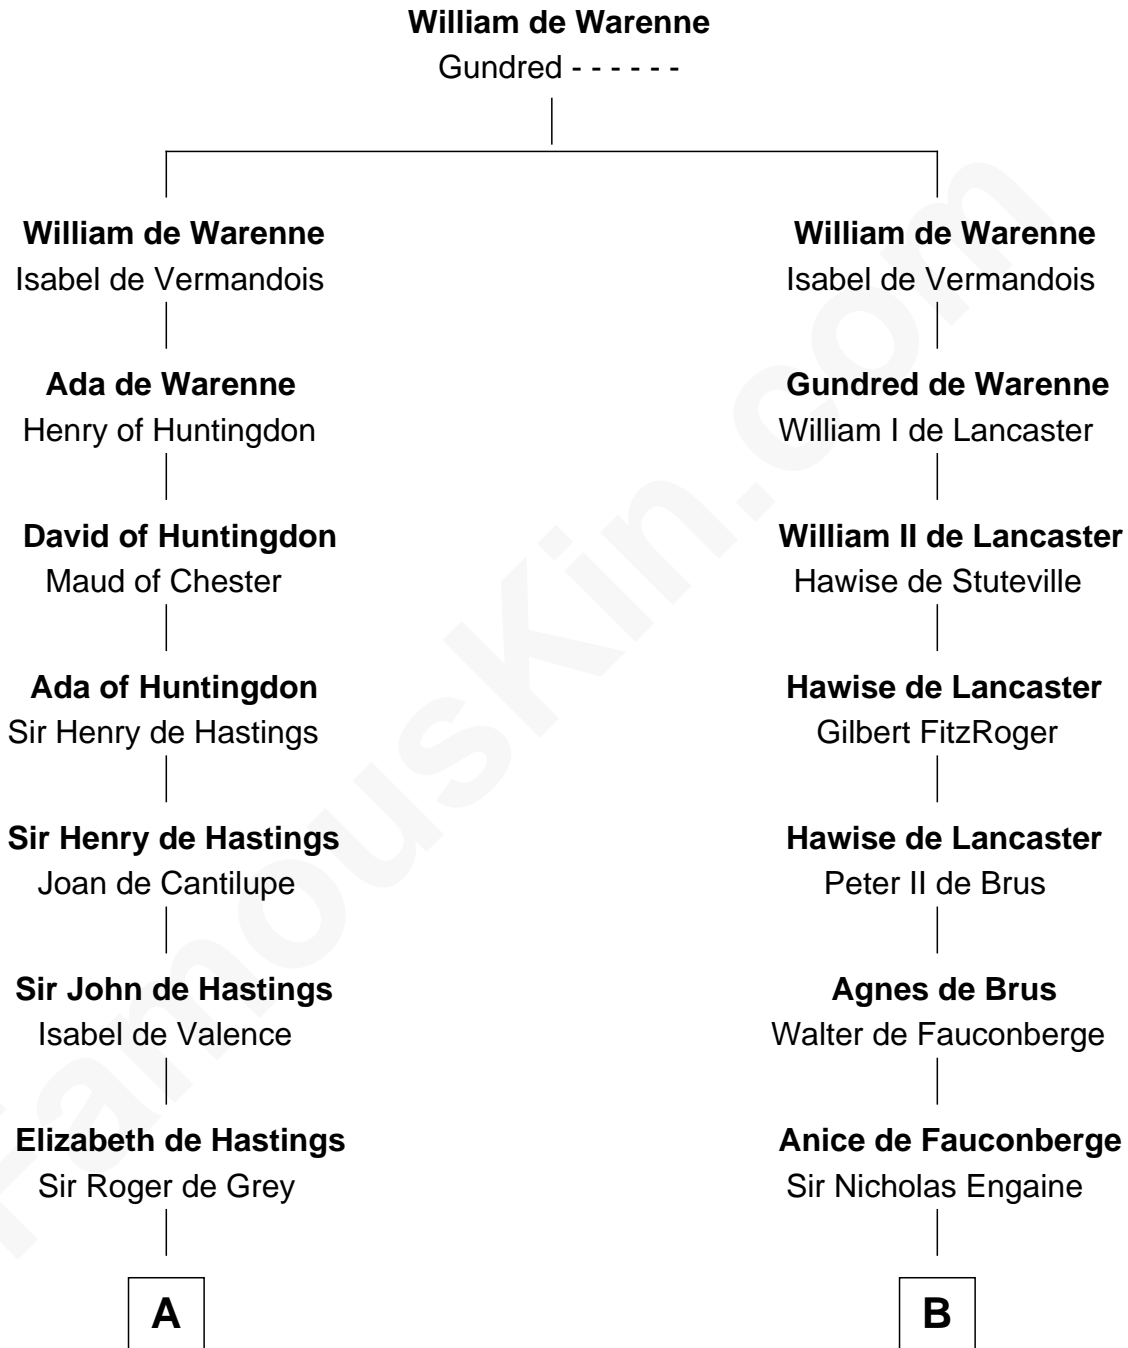 William de Warenne
Gundred - - - - - -
William de Warenne
Isabel de Vermandois
Ada de Warenne
Henry of Huntingdon
David of Huntingdon
Maud of Chester
Ada of Huntingdon
Sir Henry de Hastings
Sir Henry de Hastings
Joan de Cantilupe
Sir John de Hastings
Isabel de Valence
Elizabeth de Hastings
Sir Roger de Grey
A
William de Warenne
Isabel de Vermandois
Gundred de Warenne
William I de Lancaster
William II de Lancaster
Hawise de Stuteville
Hawise de Lancaster
Gilbert FitzRoger
Hawise de Lancaster
Peter II de Brus
Agnes de Brus
Walter de Fauconberge
Anice de Fauconberge
Sir Nicholas Engaine
B
FamousKin.com